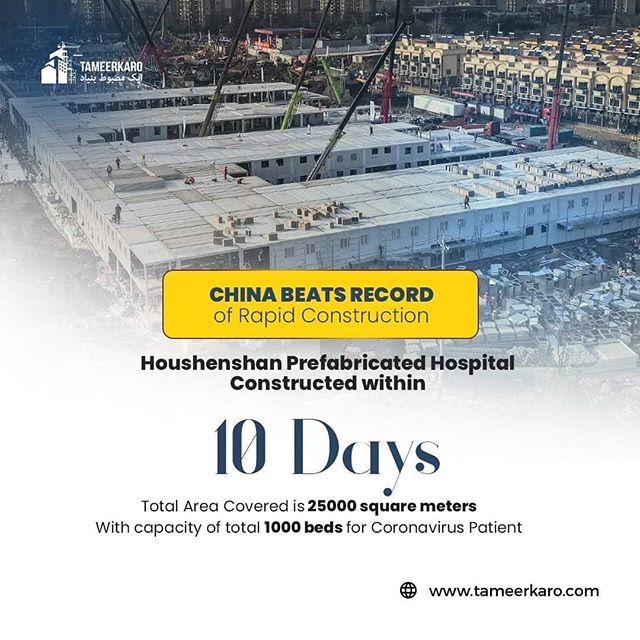 TAMEERKARO
ایک مضبوط بنیاد
CHINA BEATS RECORD
of Rapid Construction
Houshenshan Prefabricated Hospital
Constructed within
10 Days
Total Area Covered is 25000 square meters
With capacity of total 1000 beds for Coronavirus Patient
www.tameerkaro.com